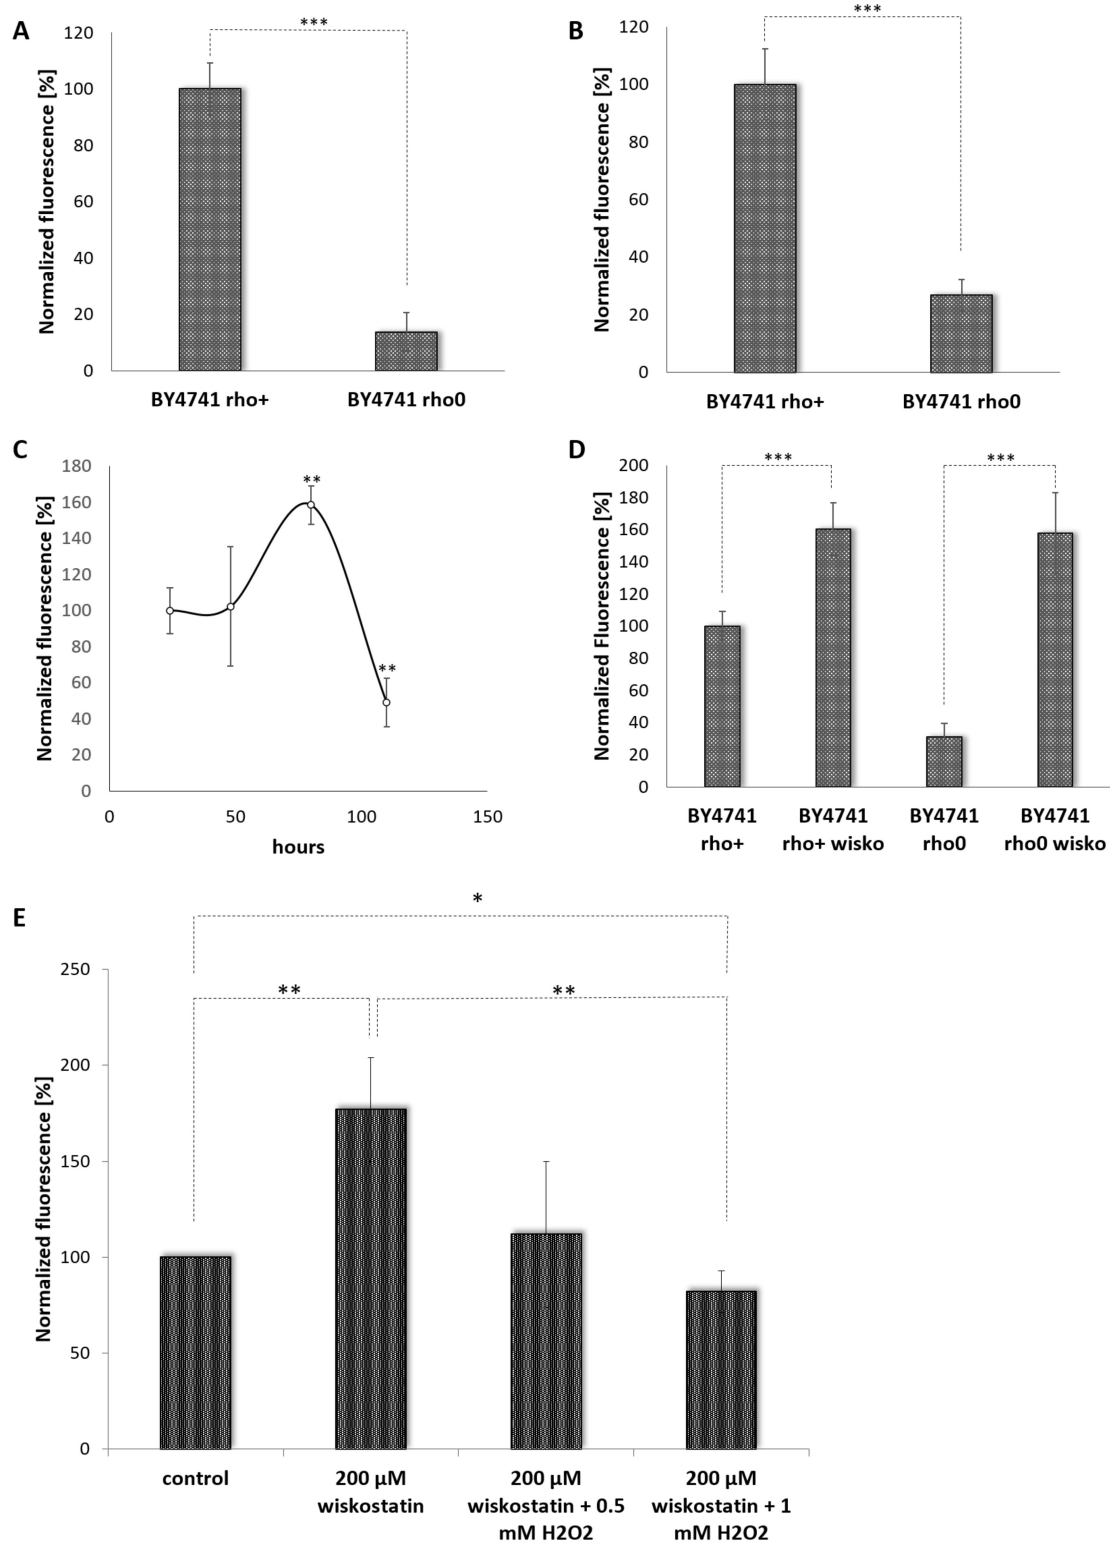 A
Normalized fluorescence [%]
120
100
80
60
40
20
0
***
BY4741 rho+
BY4741 rho0
B
Normalized fluorescence [%]
120
100
80
60
40
20
0
***
BY4741 rho+
BY4741 rho0
C
Normalized fluorescence [%]
180
160
140
120
100
80
60
40
20
0
**
**
0
50
100
150
hours
D
Normalized Fluorescence [%]
200
180
160
140
120
100
80
60
40
20
0
***
***
BY4741
rho+
BY4741
rho+ wisko
BY4741
rho0
BY4741
rho0 wisko
E
Normalized fluorescence [%]
250
200
150
100
50
0
*
**
**
control
200 µM
wiskostatin
200 µM
wiskostatin + 0.5
mM H2O2
200 µM
wiskostatin + 1
mM H2O2